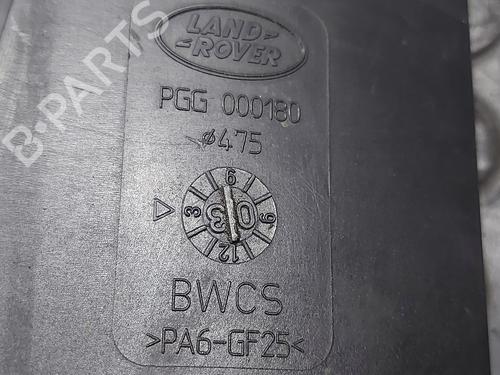 LAND
ROVER
PGG 000180
ø475
6
3
03
9
12
BWCS
>PA6-GF25<
B-PARTS